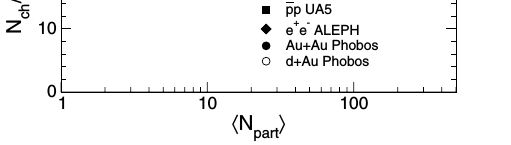 N_ch/
p̄p UA5
10
e⁺e⁻ ALEPH
Au+Au Phobos
d+Au Phobos
0
1 10 100
⟨N_part⟩